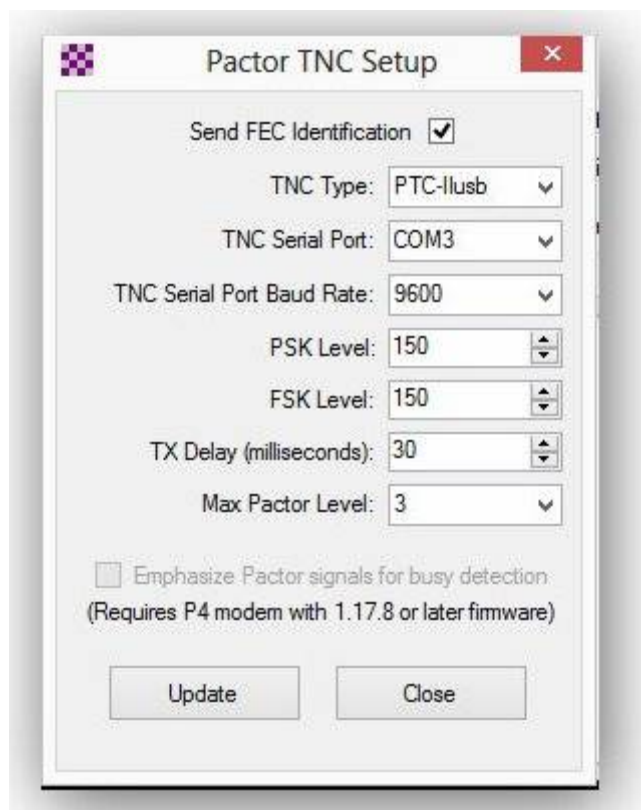 Pactor TNC Setup
Send FEC Identification
TNC Type: PTC-IIusb
TNC Serial Port: COM3
TNC Serial Port Baud Rate: 9600
PSK Level: 150
FSK Level: 150
TX Delay (milliseconds): 30
Max Pactor Level: 3
Emphasize Pactor signals for busy detection
(Requires P4 modem with 1.17.8 or later firmware)
Update Close